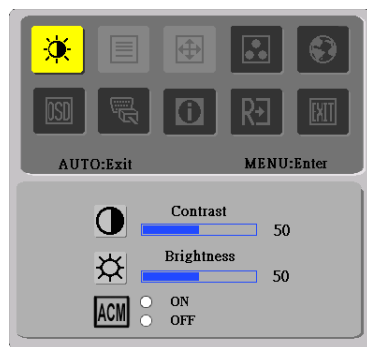 OSD
i
R
EXIT
AUTO:Exit MENU:Enter
Contrast
50
Brightness
50
ACM
ON
OFF